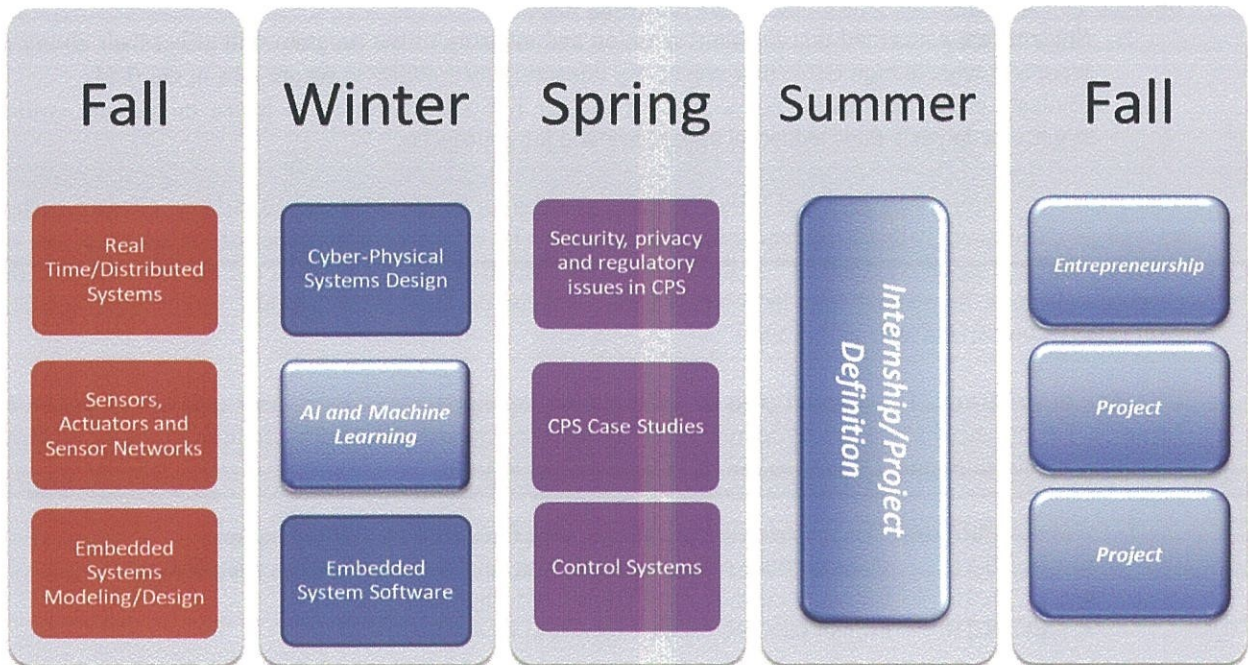 Fall
Real
Time/Distributed
Systems
Sensors,
Actuators and
Sensor Networks
Embedded
Systems
Modeling/Design
Winter
Cyber-Physical
Systems Design
AI and Machine
Learning
Embedded
System Software
Spring
Security, privacy
and regulatory
issues in CPS
CPS Case Studies
Control Systems
Summer
Internship/Project
Definition
Fall
Entrepreneurship
Project
Project